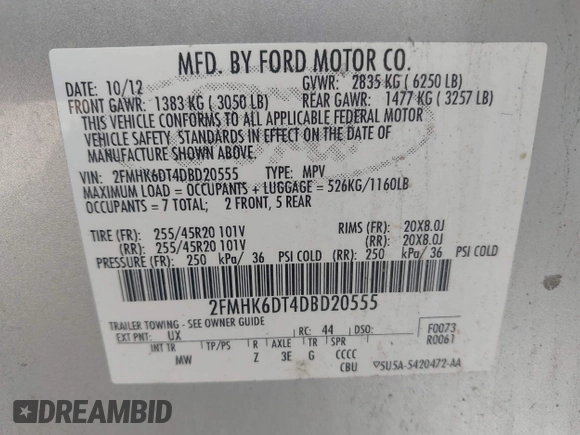 MFD. BY FORD MOTOR CO.
DATE: 10/12 GVWR: 2835 KG ( 6250 LB)
FRONT GAWR: 1383 KG ( 3050 LB) REAR GAWR: 1477 KG ( 3257 LB)
THIS VEHICLE CONFORMS TO ALL APPLICABLE FEDERAL MOTOR
VEHICLE SAFETY STANDARDS IN EFFECT ON THE DATE OF
MANUFACTURE SHOWN ABOVE.
VIN: 2FMHK6DT4DBD20555 TYPE: MPV
MAXIMUM LOAD = OCCUPANTS + LUGGAGE = 526KG/1160LB
OCCUPANTS = 7 TOTAL; 2 FRONT, 5 REAR
TIRE (FR): 255/45R20 101V RIMS (FR): 20X8.0J
(RR): 255/45R20 101V (RR): 20X8.0J
PRESSURE (FR): 250 kPa/ 36 PSI COLD (RR): 250 kPa/ 36 PSI COLD
2FMHK6DT4DBD20555
TRAILER TOWING - SEE OWNER GUIDE
EXT PNT: UX RC: 44 DSO: F0073
INT TR TP/PS R AXLE TR SPR R0061
MW Z 3E G CCCC
CBU 5U5A-5420472-AA
DREAMBID